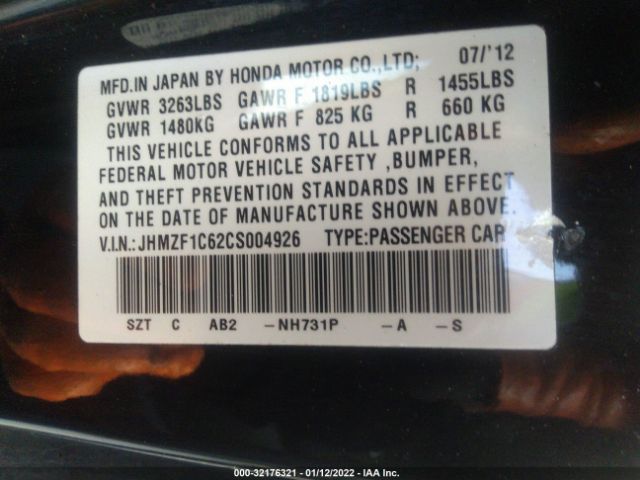 MFD.IN JAPAN BY HONDA MOTOR CO.,LTD; 07/'12
GVWR 3263LBS GAWR F 1819LBS R 1455LBS
GVWR 1480KG GAWR F 825 KG R 660 KG
THIS VEHICLE CONFORMS TO ALL APPLICABLE
FEDERAL MOTOR VEHICLE SAFETY ,BUMPER,
AND THEFT PREVENTION STANDARDS IN EFFECT
ON THE DATE OF MANUFACTURE SHOWN ABOVE.
V.I.N.:JHMZF1C62CS004926 TYPE:PASSENGER CAR
SZT C AB2 -NH731P -A -S
000-32176321 - 01/12/2022 - IAA Inc.